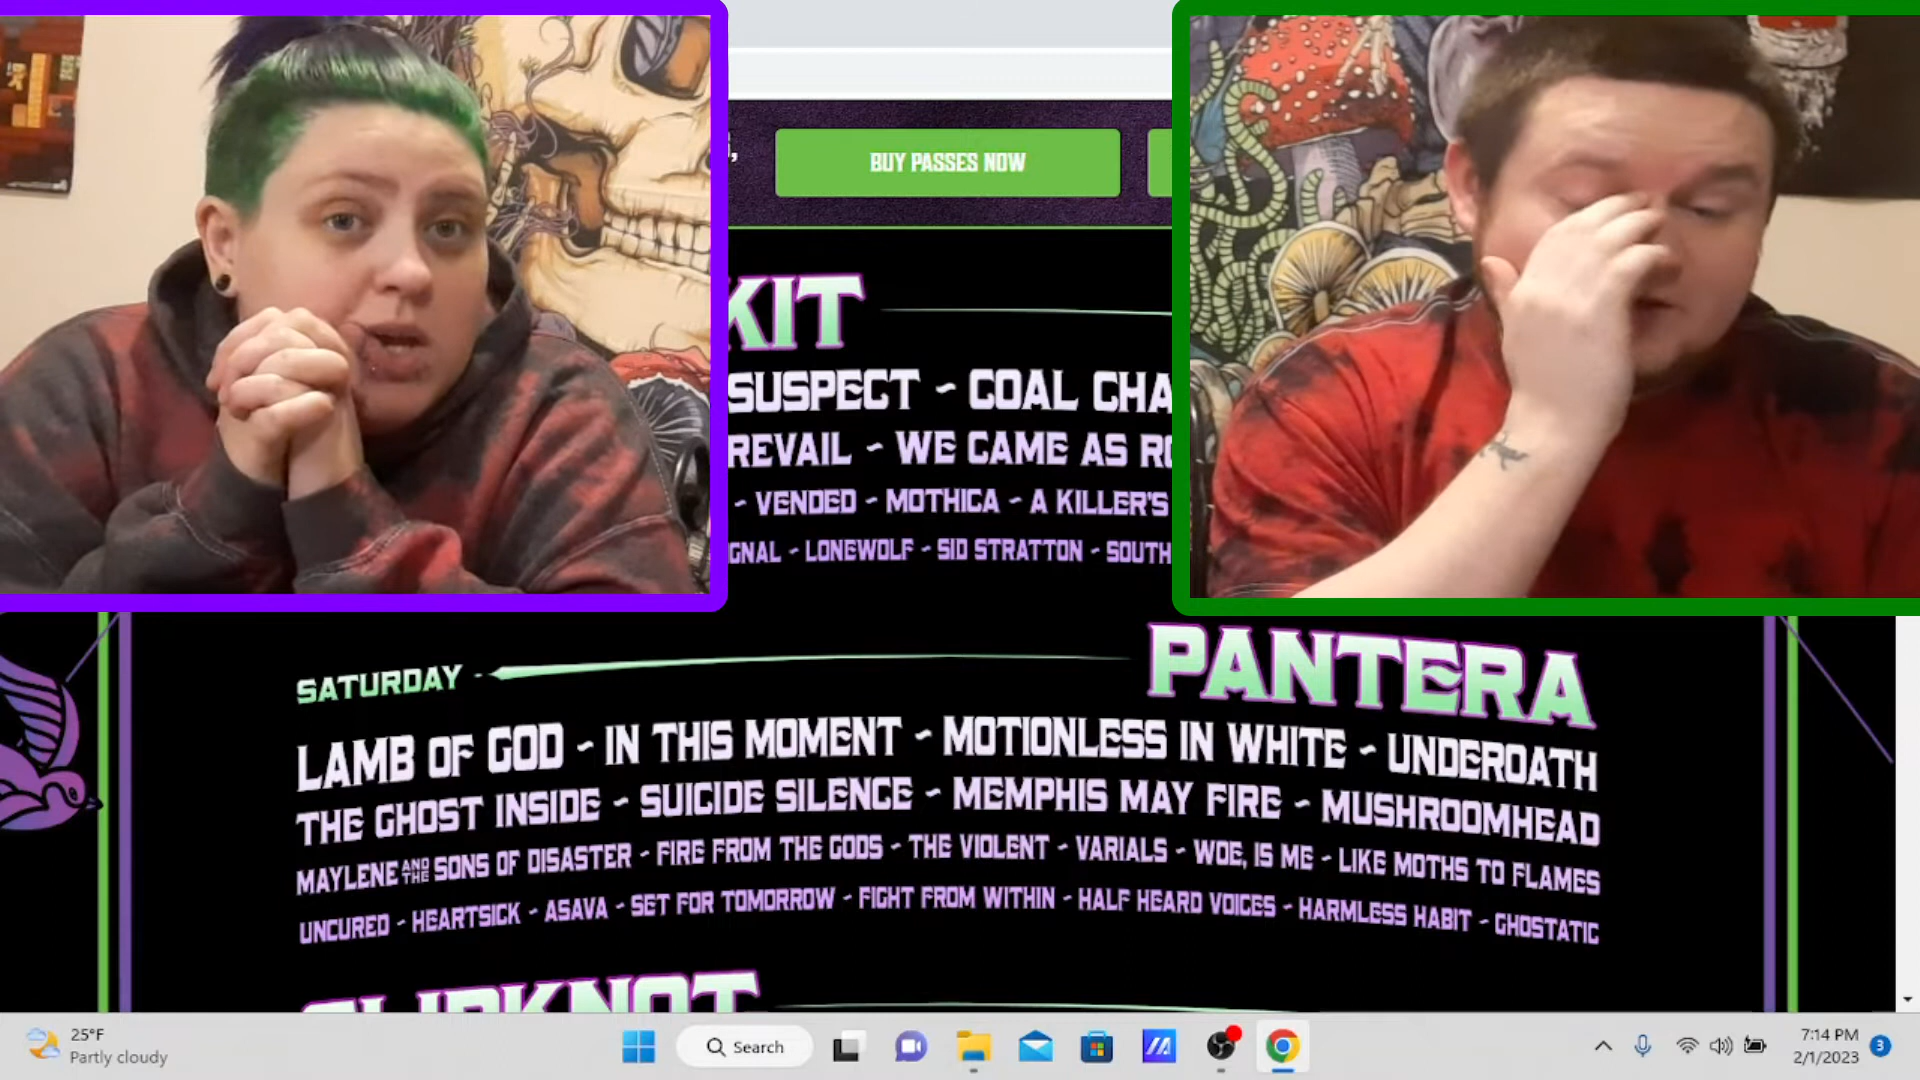 BUY PASSES NOW
KIT
SUSPECT ~ COAL CHA
REVAIL ~ WE CAME AS RO
- VENDED - MOTHICA - A KILLER'S
GNAL - LONEWOLF - SID STRATTON - SOUTH
SATURDAY
PANTERA
LAMB OF GOD ~ IN THIS MOMENT ~ MOTIONLESS IN WHITE ~ UNDEROATH
THE GHOST INSIDE ~ SUICIDE SILENCE ~ MEMPHIS MAY FIRE ~ MUSHROOMHEAD
MAYLENE AND THE SONS OF DISASTER - FIRE FROM THE GODS - THE VIOLENT - VARIALS - WOE, IS ME - LIKE MOTHS TO FLAMES
UNCURED - HEARTSICK - ASAVA - SET FOR TOMORROW - FIGHT FROM WITHIN - HALF HEARD VOICES - HARMLESS HABIT - GHOSTATIC
SLIPKNOT
25°F
Partly cloudy
Search
7:14 PM
2/1/2023
3